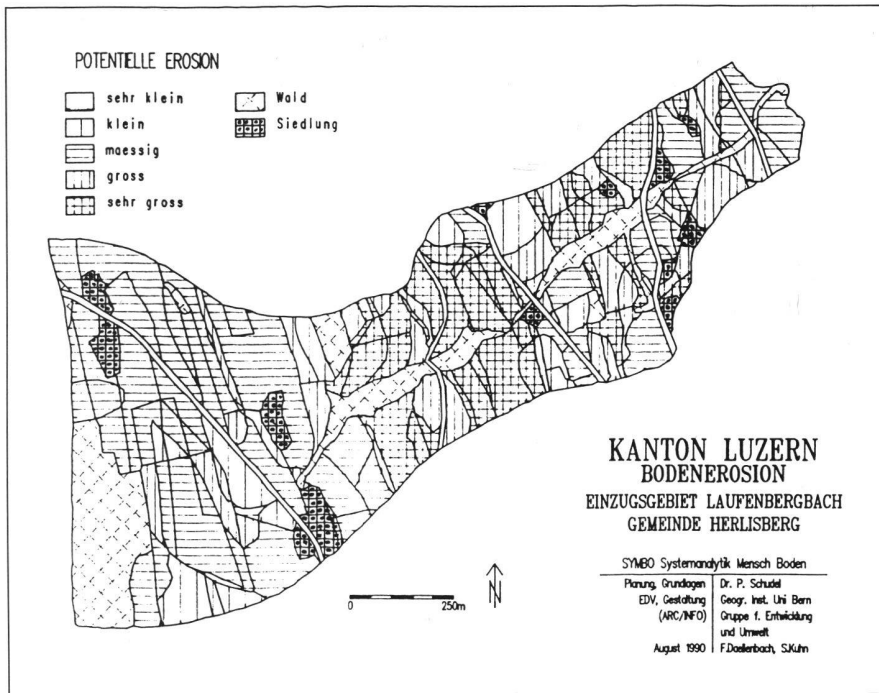 POTENTIELLE EROSION
sehr klein
klein
maessig
gross
sehr gross
Wald
Siedlung
KANTON LUZERN
BODENEROSION
EINZUGSGEBIET LAUFENBERGBACH
GEMEINDE HERLISBERG
SYMBO Systemanalytik Mensch Boden
Planung, Grundlagen Dr. P. Schudel
EDV, Gestaltung Geogr. Inst. Uni Bern
(ARC/INFO) Gruppe f. Entwicklung
und Umwelt
August 1990 F.Daellenbach, S.Kuhn
N
0 250m